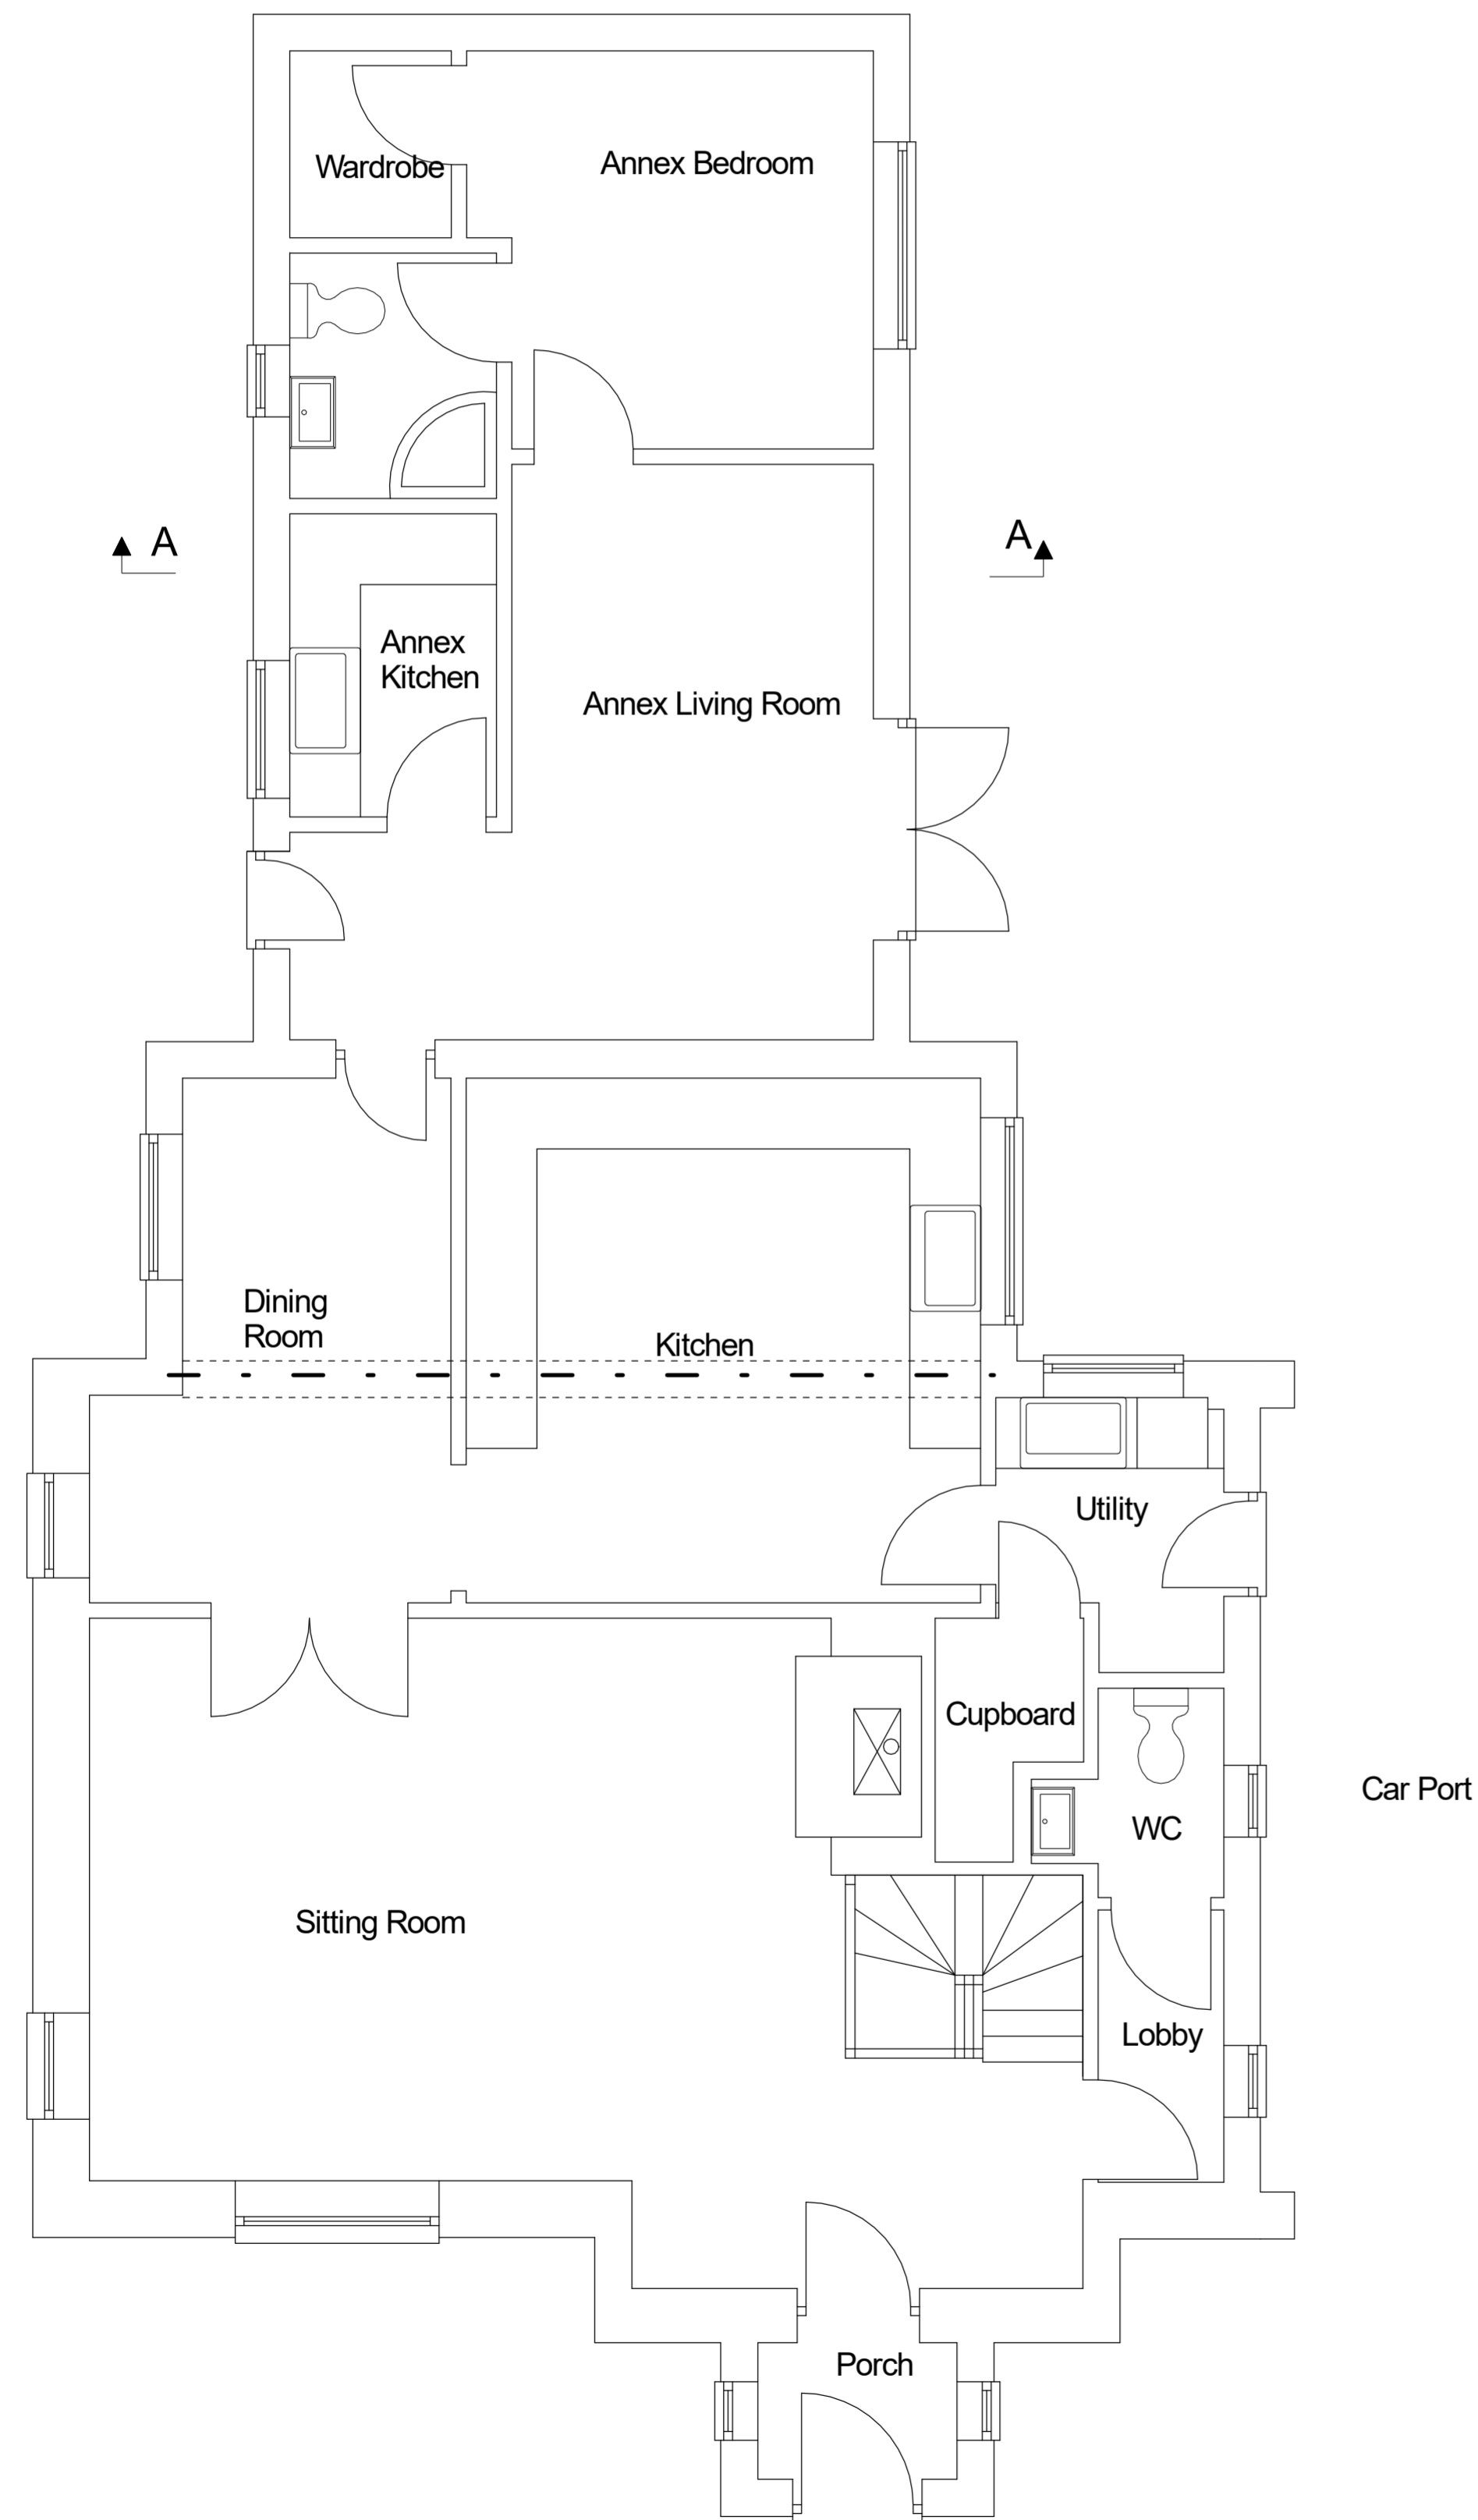 Wardrobe
Annex Bedroom
A
A
Annex
Kitchen
Annex Living Room
Dining
Room
Kitchen
Utility
Cupboard
Car Port
WC
Sitting Room
Lobby
Porch